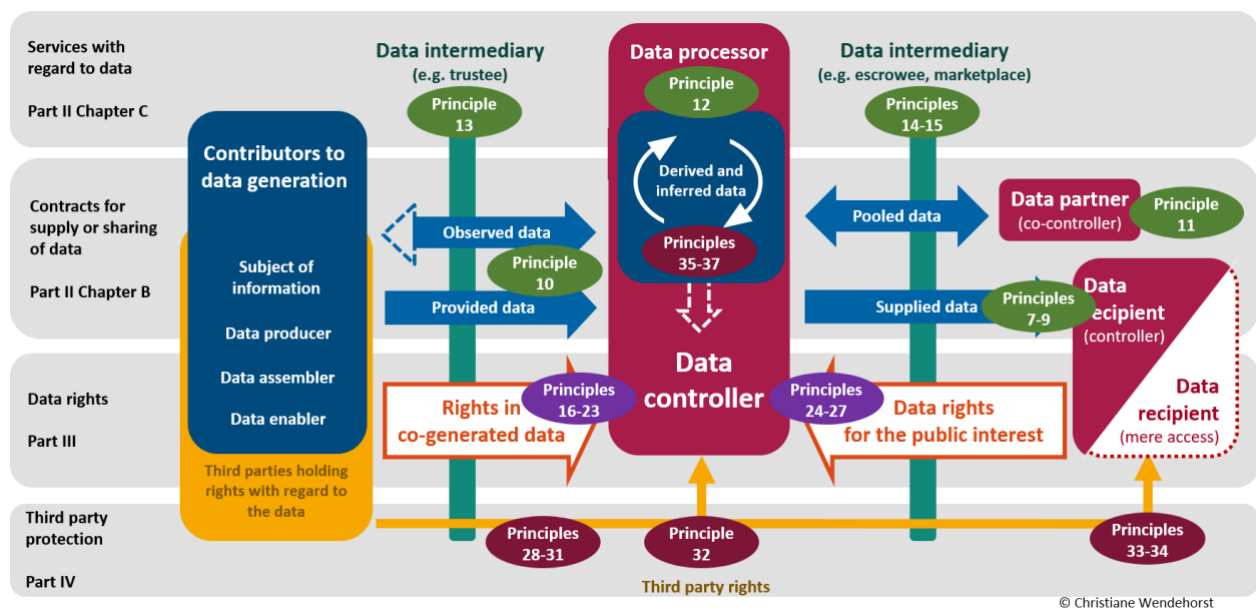 Services with
regard to data
Part II Chapter C
Data intermediary
(e.g. trustee)
Principle
13
Data processor
Principle
12
Data intermediary
(e.g. escrowee, marketplace)
Principles
14-15
Contributors to
data generation
Subject of
information
Data producer
Data assembler
Data enabler
Third parties holding
rights with regard to
the data
Contracts for
supply or sharing
of data
Part II Chapter B
Observed data
Principle
10
Provided data
Derived and
inferred data
Principles
35-37
Pooled data
Data partner
(co-controller)
Principle
11
Supplied data
Principles
7-9
Data
recipient
(controller)
Data
recipient
(mere access)
Data rights
Part III
Rights in
co-generated data
Principles
16-23
Data
controller
Principles
24-27
Data rights
for the public interest
Third party
protection
Part IV
Principles
28-31
Principle
32
Principles
33-34
Third party rights
© Christiane Wendehorst